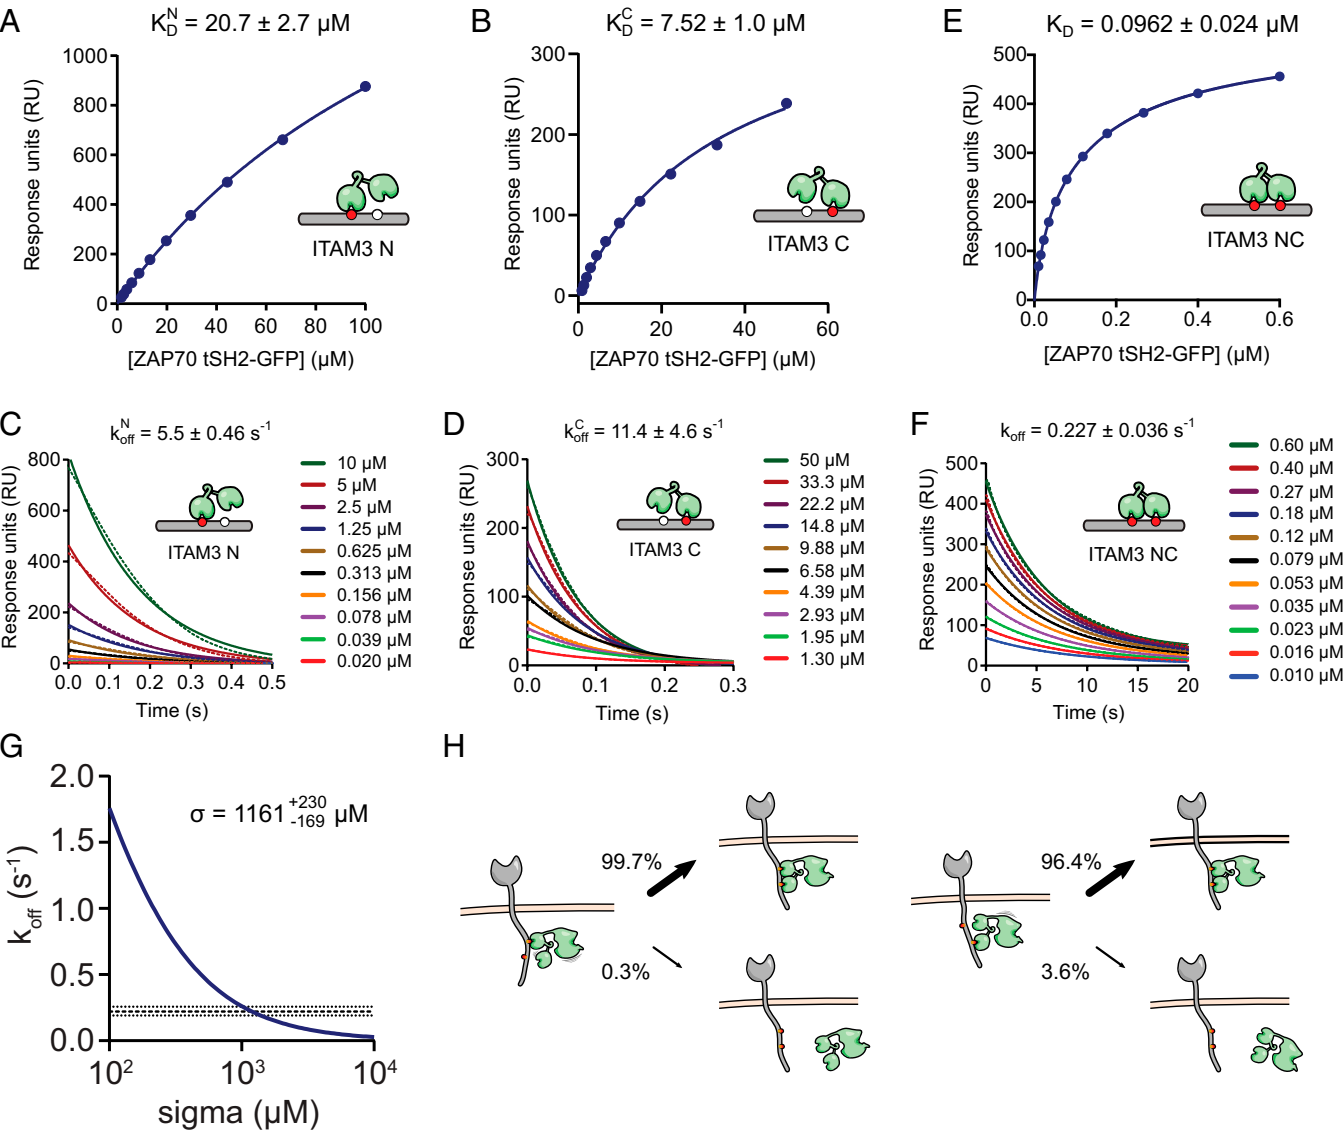 A
K_D^N = 20.7 ± 2.7 µM
Response units (RU)
1000
800
600
400
200
0
0 20 40 60 80 100
[ZAP70 tSH2-GFP] (µM)
ITAM3 N
B
K_D^C = 7.52 ± 1.0 µM
Response units (RU)
300
200
100
0
0 20 40 60
[ZAP70 tSH2-GFP] (µM)
ITAM3 C
E
K_D = 0.0962 ± 0.024 µM
Response units (RU)
500
400
300
200
100
0
0.0 0.2 0.4 0.6
[ZAP70 tSH2-GFP] (µM)
ITAM3 NC
C
k_off^N = 5.5 ± 0.46 s^-1
Response units (RU)
800
600
400
200
0
0.0 0.1 0.2 0.3 0.4 0.5
Time (s)
ITAM3 N
10 µM
5 µM
2.5 µM
1.25 µM
0.625 µM
0.313 µM
0.156 µM
0.078 µM
0.039 µM
0.020 µM
D
k_off^C = 11.4 ± 4.6 s^-1
Response units (RU)
300
200
100
0
0.0 0.1 0.2 0.3
Time (s)
ITAM3 C
50 µM
33.3 µM
22.2 µM
14.8 µM
9.88 µM
6.58 µM
4.39 µM
2.93 µM
1.95 µM
1.30 µM
F
k_off = 0.227 ± 0.036 s^-1
Response units (RU)
500
400
300
200
100
0
0 5 10 15 20
Time (s)
ITAM3 NC
0.60 µM
0.40 µM
0.27 µM
0.18 µM
0.12 µM
0.079 µM
0.053 µM
0.035 µM
0.023 µM
0.016 µM
0.010 µM
G
k_off (s^-1)
2.0
1.5
1.0
0.5
0.0
10^2 10^3 10^4
sigma (µM)
σ = 1161 +230 -169 µM
H
99.7%
0.3%
96.4%
3.6%